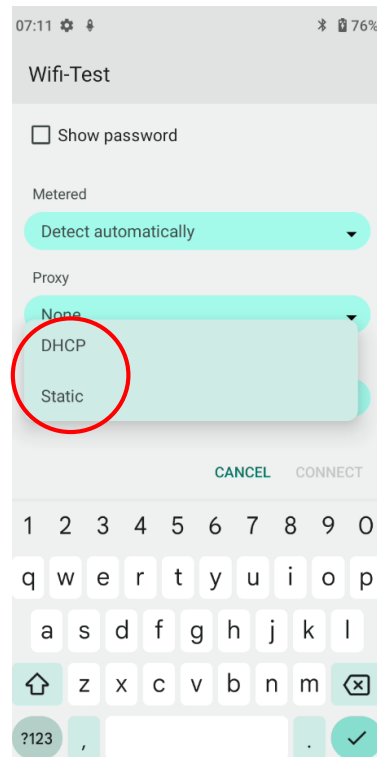 07:11 76%
Wifi-Test
Show password
Metered
Detect automatically
Proxy
None
DHCP
Static
CANCEL CONNECT
1 2 3 4 5 6 7 8 9 0
q w e r t y u i o p
a s d f g h j k l
z x c v b n m
?123 , .